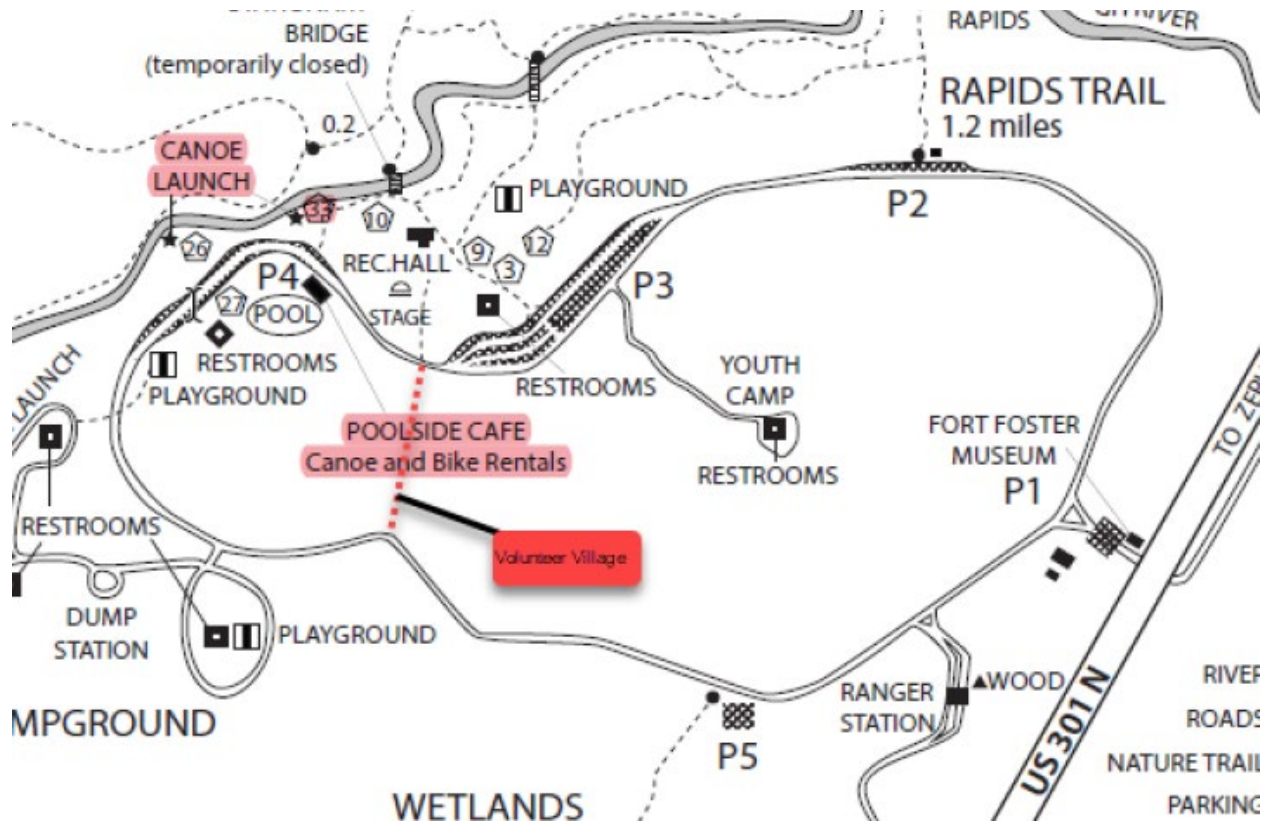 BRIDGE
(temporarily closed)
RAPIDS
RIVER
RAPIDS TRAIL
1.2 miles
0.2
CANOE
LAUNCH
33
10
PLAYGROUND
P2
26
9
12
3
REC.HALL
P4
P3
27
POOL
STAGE
RESTROOMS
PLAYGROUND
RESTROOMS
YOUTH
CAMP
LAUNCH
POOLSIDE CAFE
Canoe and Bike Rentals
RESTROOMS
FORT FOSTER
MUSEUM
P1
TO ZEP
RESTROOMS
Volunteer Village
DUMP
STATION
PLAYGROUND
RANGER
STATION
WOOD
US 301 N
RIVER
ROADS
MPGROUND
P5
NATURE TRAIL
PARKING
WETLANDS